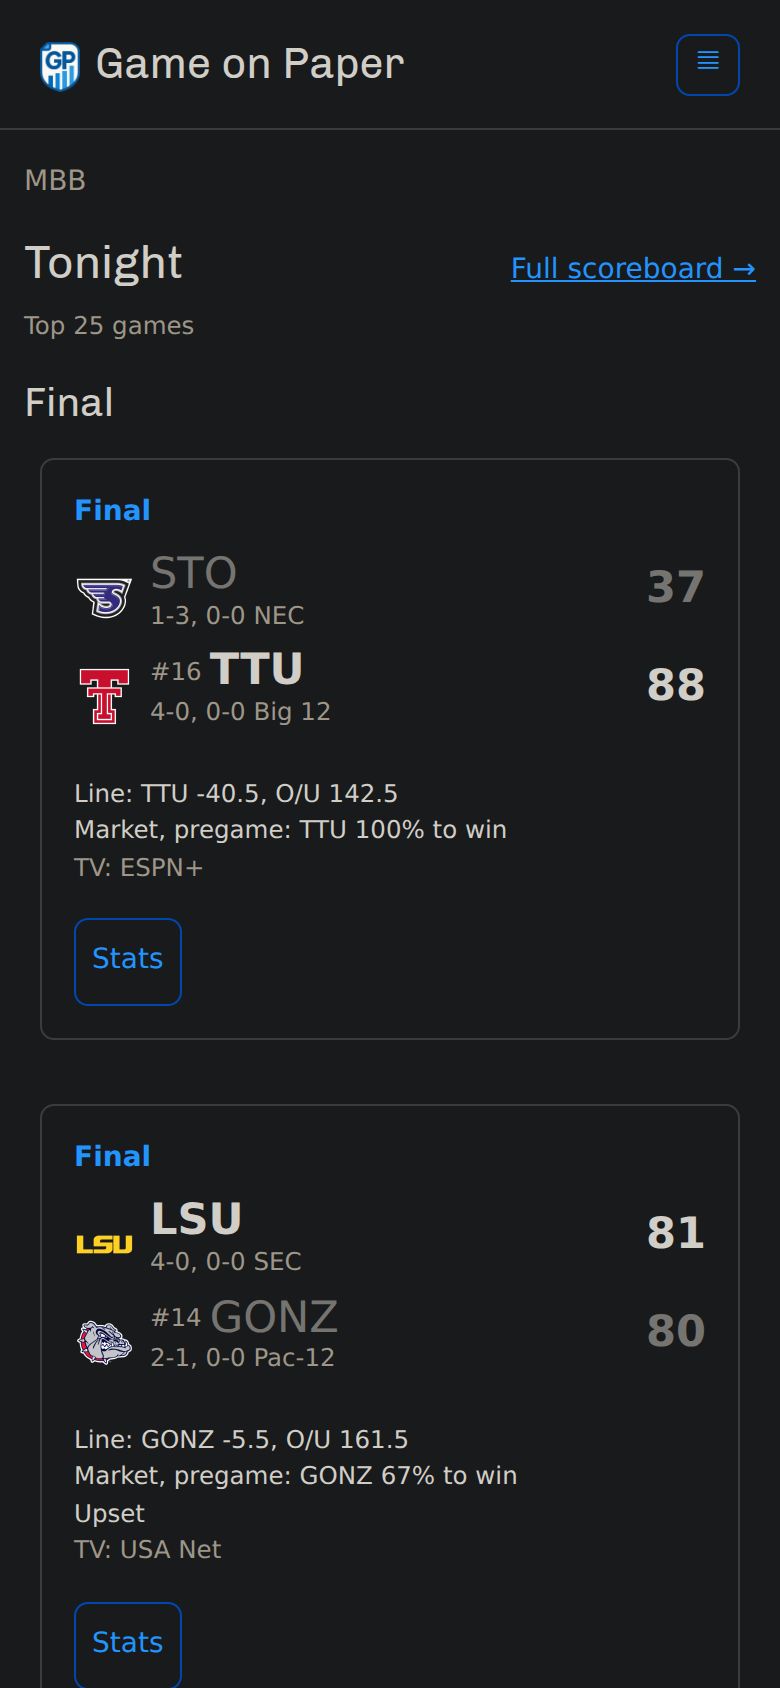 GP Game on Paper
MBB
Tonight
Full scoreboard →
Top 25 games
Final
Final
STO
37
1-3, 0-0 NEC
#16 TTU
88
4-0, 0-0 Big 12
Line: TTU -40.5, O/U 142.5
Market, pregame: TTU 100% to win
TV: ESPN+
Stats
Final
LSU LSU
81
4-0, 0-0 SEC
#14 GONZ
80
2-1, 0-0 Pac-12
Line: GONZ -5.5, O/U 161.5
Market, pregame: GONZ 67% to win
Upset
TV: USA Net
Stats